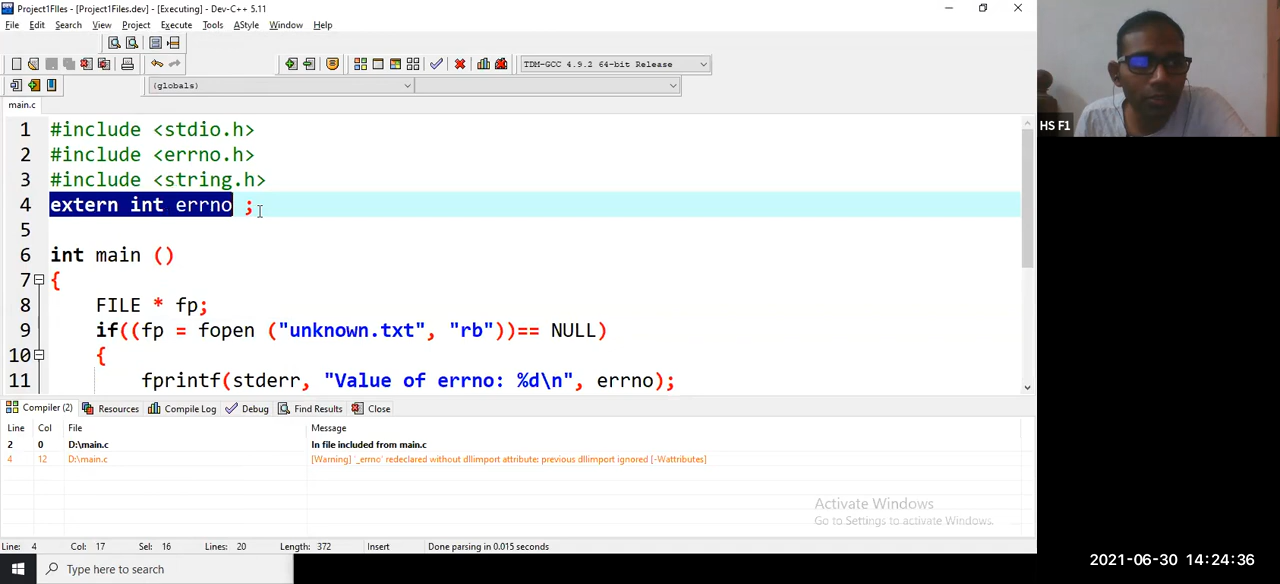 Project1Files - [Project1Files.dev] - [Executing] - Dev-C++ 5.11
File Edit Search View Project Execute Tools AStyle Window Help
TDM-GCC 4.9.2 64-bit Release
(globals)
main.c
1 #include <stdio.h>
2 #include <errno.h>
3 #include <string.h>
4 extern int errno ;
5
6 int main ()
7 {
8 FILE * fp;
9 if((fp = fopen ("unknown.txt", "rb"))== NULL)
10 {
11 fprintf(stderr, "Value of errno: %d\n", errno);
Compiler (2) Resources Compile Log Debug Find Results Close
Line Col File Message
2 0 D:\main.c In file included from main.c
4 12 D:\main.c [Warning] '_errno' redeclared without dllimport attribute: previous dllimport ignored [-Wattributes]
Activate Windows
Go to Settings to activate Windows.
Line: 4 Col: 17 Sel: 16 Lines: 20 Length: 372 Insert Done parsing in 0.015 seconds
Type here to search
HS F1
2021-06-30 14:24:36